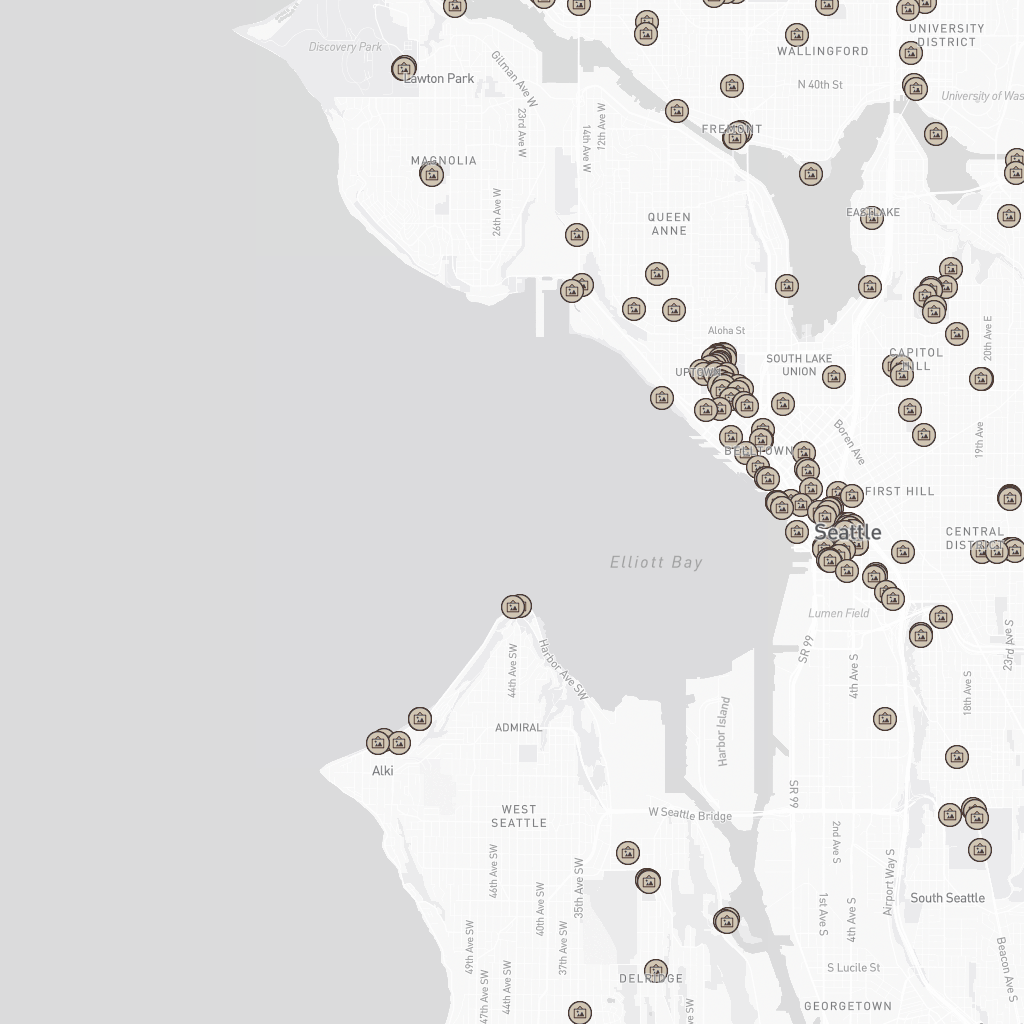 UNIVERSITY
DISTRICT
Discovery Park
WALLINGFORD
Gilman Ave W
Lawton Park
N 40th St
University of Was
23rd Ave W
14th Ave W
12th Ave W
FREMONT
MAGNOLIA
26th Ave W
QUEEN
ANNE
EASTLAKE
Aloha St
20th Ave E
SOUTH LAKE
UNION
CAPITOL
HILL
UPTOWN
Boren Ave
19th Ave
BELLTOWN
FIRST HILL
Seattle
CENTRAL
DISTRICT
Elliott Bay
Lumen Field
Harbor Ave SW
44th Ave SW
SR 99
4th Ave S
23rd Ave S
18th Ave S
Harbor Island
ADMIRAL
Alki
SR 99
WEST
SEATTLE
W Seattle Bridge
2nd Ave S
46th Ave SW
35th Ave SW
40th Ave SW
Airport Way S
South Seattle
1st Ave S
4th Ave S
49th Ave SW
37th Ave SW
44th Ave SW
47th Ave SW
Beacon Ave S
S Lucile St
DELRIDGE
ve SW
GEORGETOWN